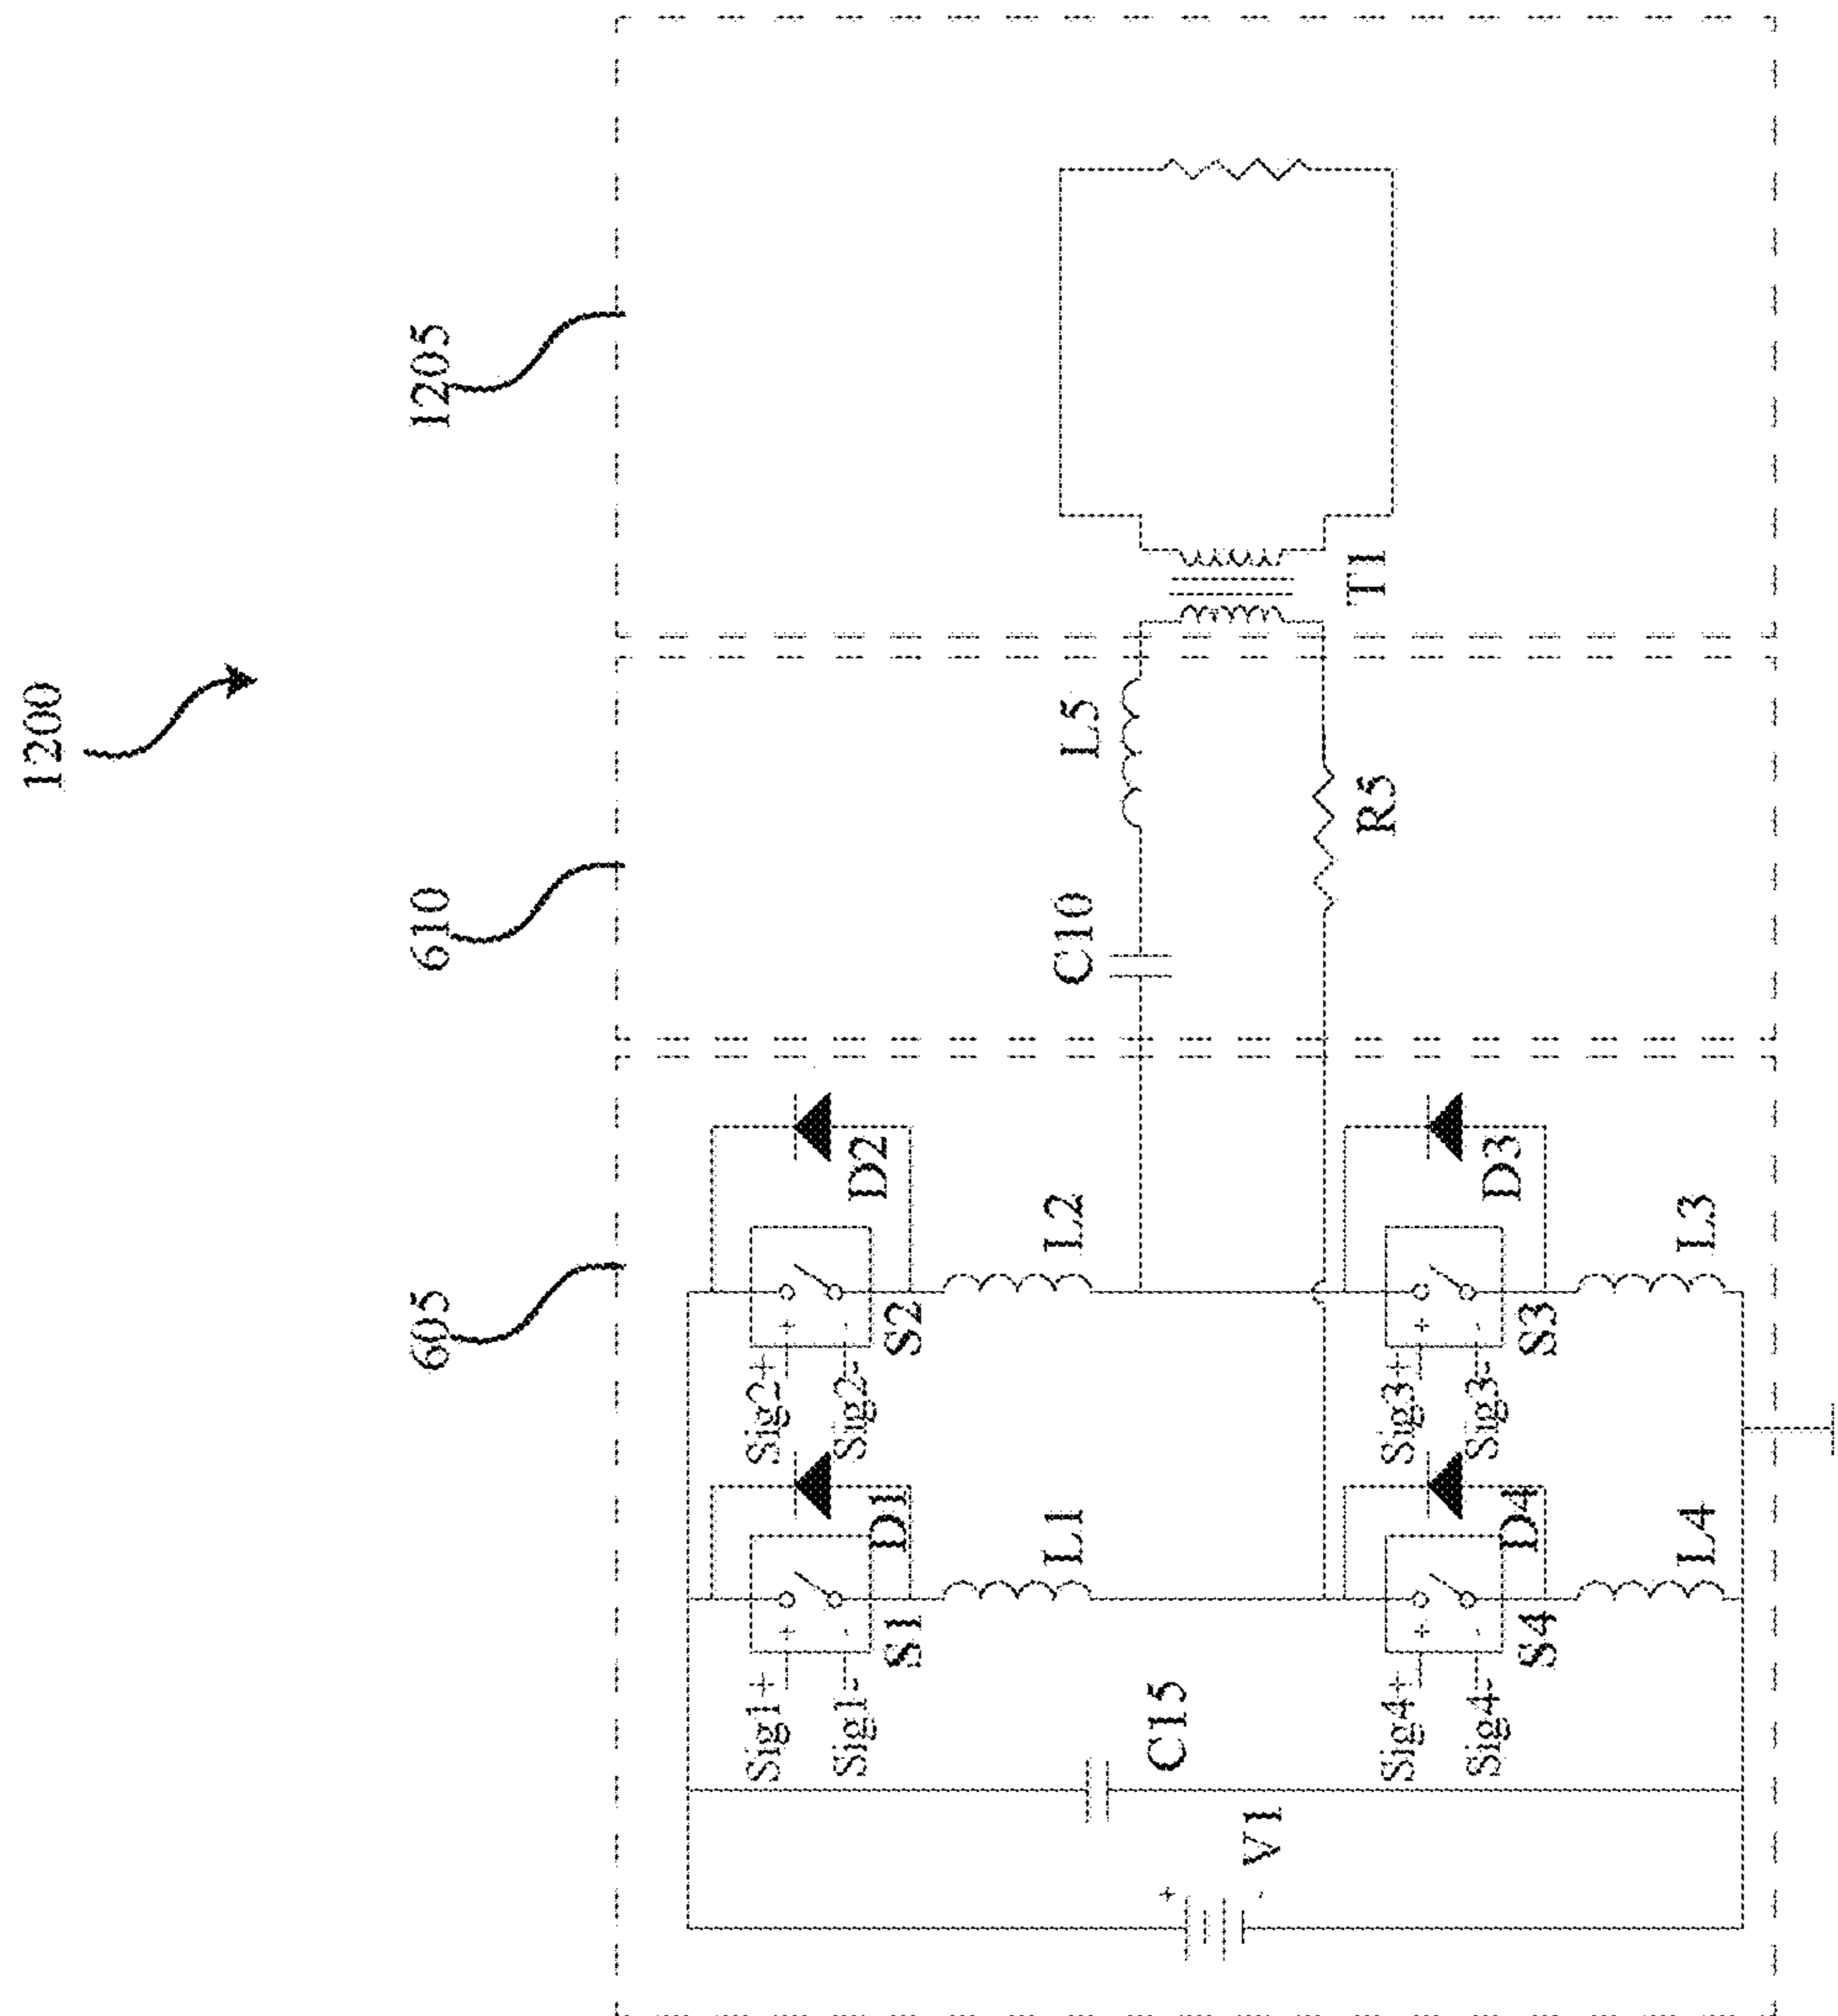 1200
605
610
1205
Sig1+
+
Sig1-
-
S1
D1
Sig2+
+
Sig2-
-
S2
D2
L1
L2
C15
+
V1
-
C10
L5
R5
T1
Sig4+
+
Sig4-
-
S4
D4
Sig3+
+
Sig3-
-
S3
D3
L4
L3